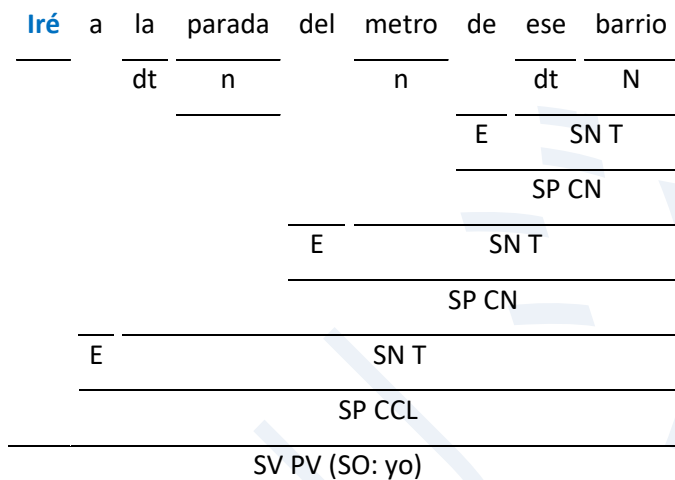 Iré a la parada del metro de ese barrio
dt n n dt N
E SN T
SP CN
E SN T
SP CN
E SN T
SP CCL
SV PV (SO: yo)